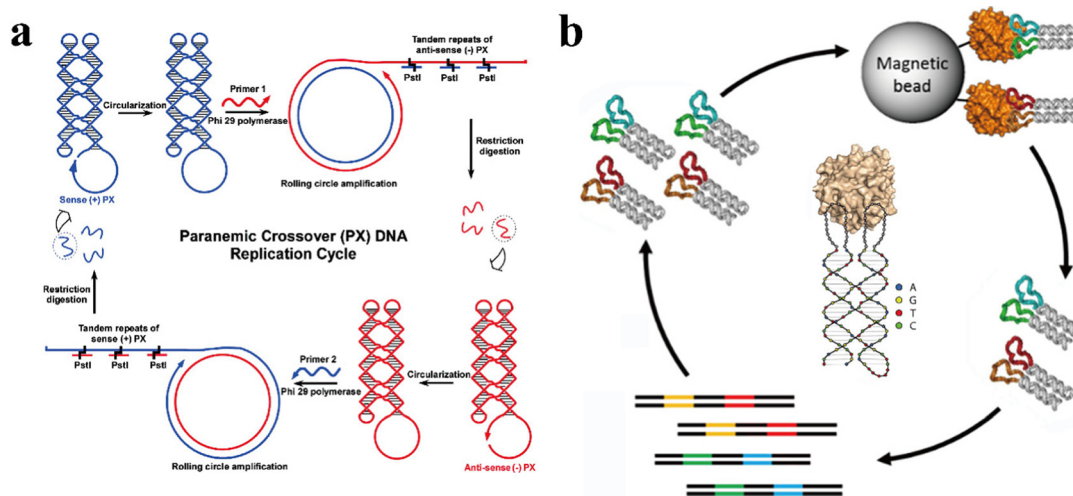 a
Circularization
Primer 1
Phi 29 polymerase
Tandem repeats of
anti-sense (-) PX
PstI PstI PstI
Rolling circle amplification
Restriction
digestion
Sense (+) PX
Paranemic Crossover (PX) DNA
Replication Cycle
Restriction
digestion
Tandem repeats of
sense (+) PX
PstI PstI PstI
Rolling circle amplification
Primer 2
Phi 29 polymerase
Circularization
Anti-sense (-) PX
b
Magnetic
bead
A
G
T
C